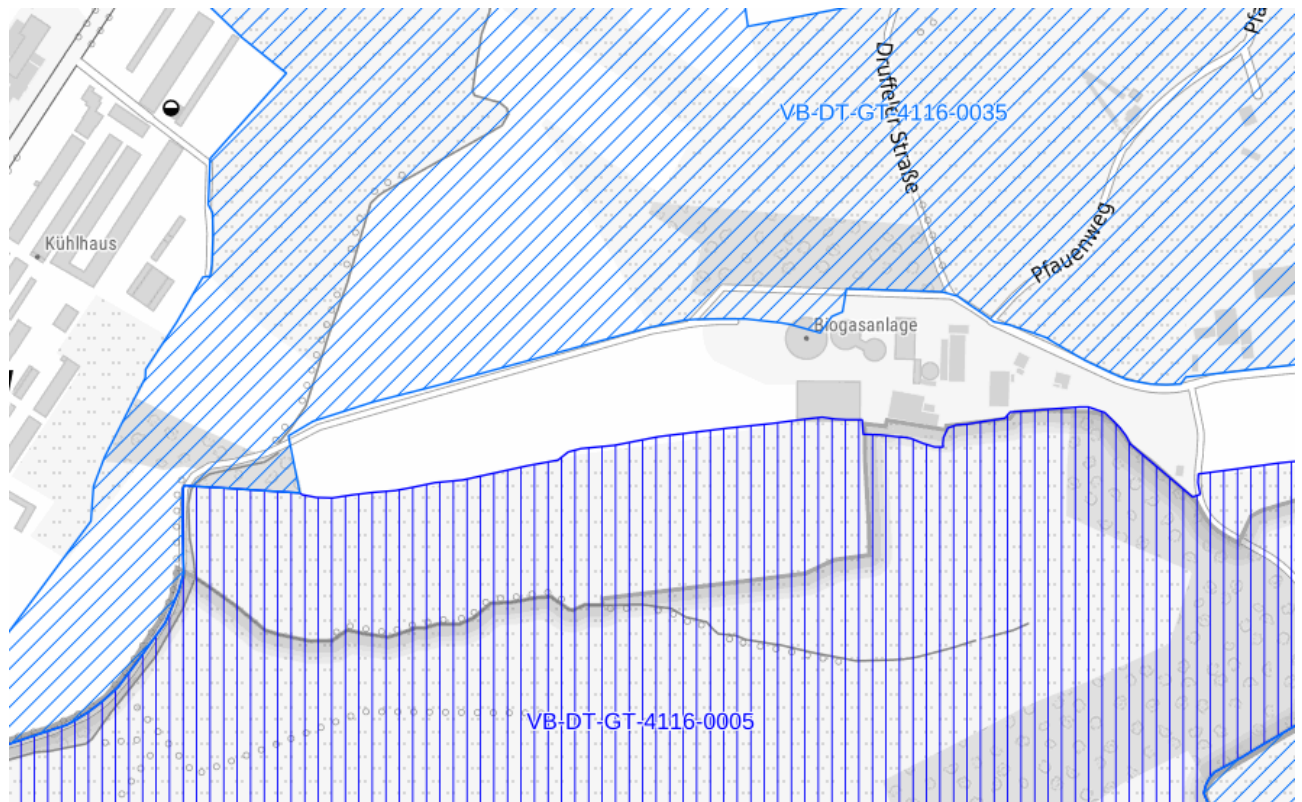 Pfa
Druffeler Straße
VB-DT-GT-4116-0035
Pfauenweg
Kühlhaus
Biogasanlage
VB-DT-GT-4116-0005